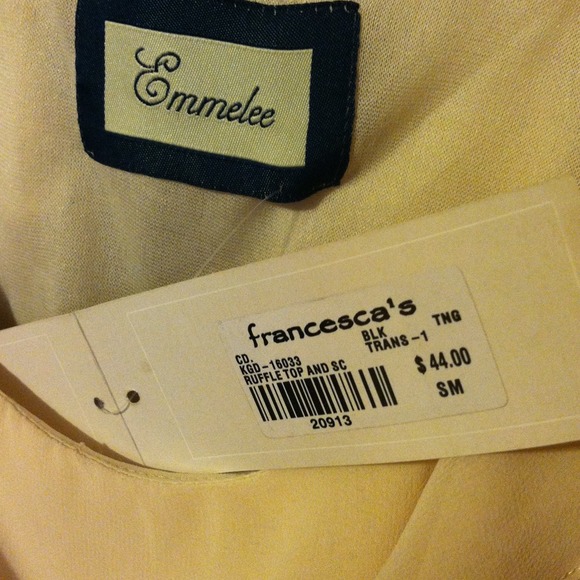 Emmelee
francesca's
CD. BLK TNG
KGD-16033 TRANS-1
RUFFLE TOP AND SC $44.00
20913 SM